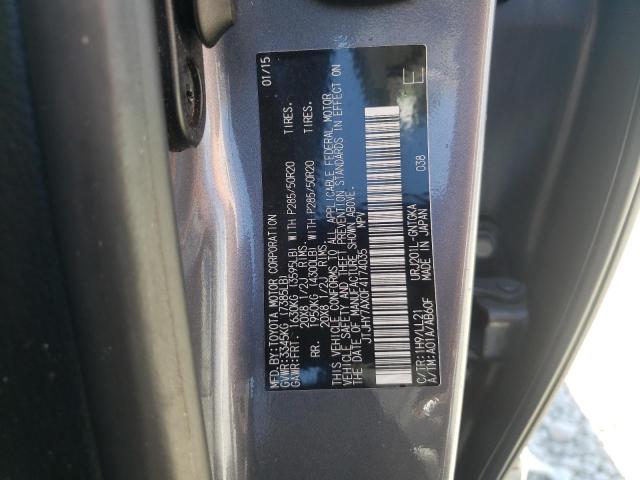 MFD.BY:TOYOTA MOTOR CORPORATION 01/15
GVWR:3345KG (7385LB)
GAWR:FRT. 1630KG (3595LB) WITH P285/50R20 TIRES.
20X8 1/2J RIMS.
RR. 1950KG (4300LB) WITH P285/50R20 TIRES.
20X8 1/2J RIMS.
THIS VEHICLE CONFORMS TO ALL APPLICABLE FEDERAL MOTOR
VEHICLE SAFETY AND THEFT PREVENTION STANDARDS IN EFFECT ON
THE DATE OF MANUFACTURE SHOWN ABOVE.
JTJHY7AX0F4174035 MPV E
038
C/TR:1H9/LL21 URJ201L-GNTGKA
A/TM:A01A/AB60F MADE IN JAPAN